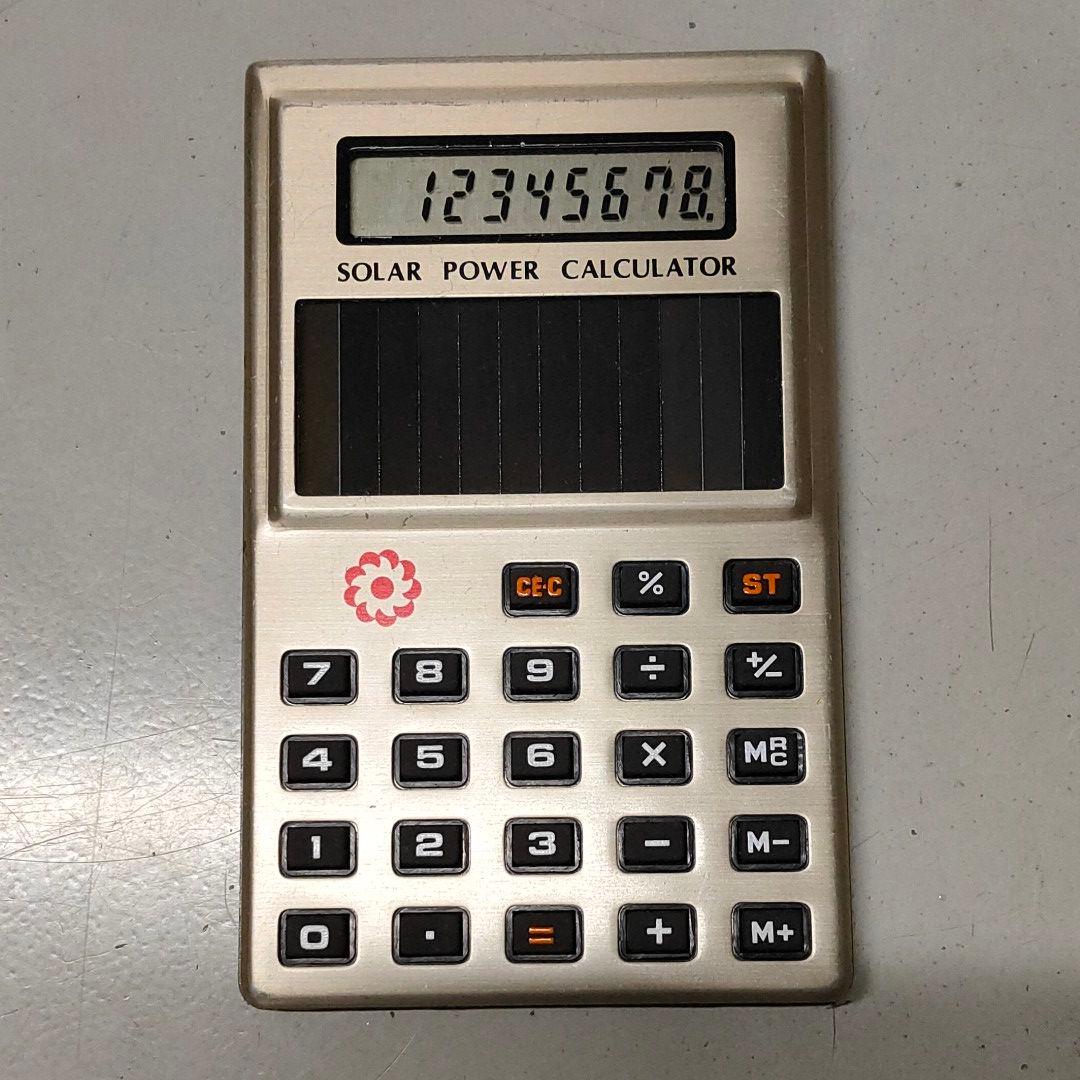 12345678.
SOLAR POWER CALCULATOR
CE·C % ST
7 8 9 ÷ +/−
4 5 6 × MRC
1 2 3 − M−
0 . = + M+